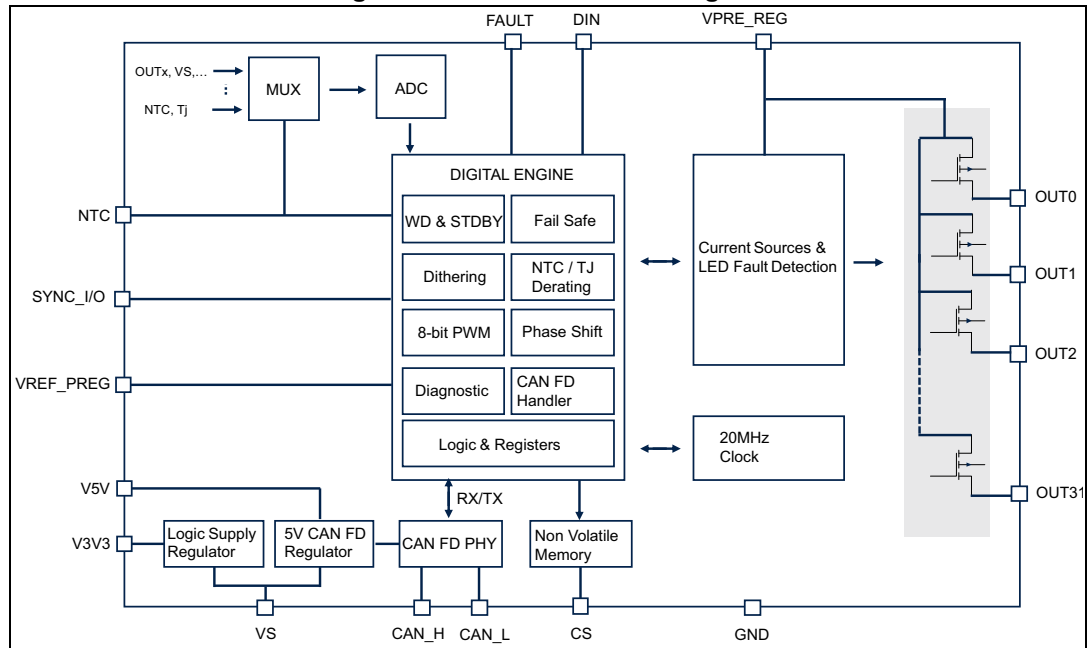 FAULT
DIN
VPRE_REG
OUTx, VS,...
NTC, Tj
MUX
ADC
DIGITAL ENGINE
WD & STDBY
Fail Safe
Dithering
NTC / TJ
Derating
8-bit PWM
Phase Shift
Diagnostic
CAN FD
Handler
Logic & Registers
Current Sources &
LED Fault Detection
20MHz
Clock
NTC
SYNC_I/O
VREF_PREG
V5V
V3V3
OUT0
OUT1
OUT2
OUT31
RX/TX
Logic Supply
Regulator
5V CAN FD
Regulator
CAN FD PHY
Non Volatile
Memory
VS
CAN_H
CAN_L
CS
GND